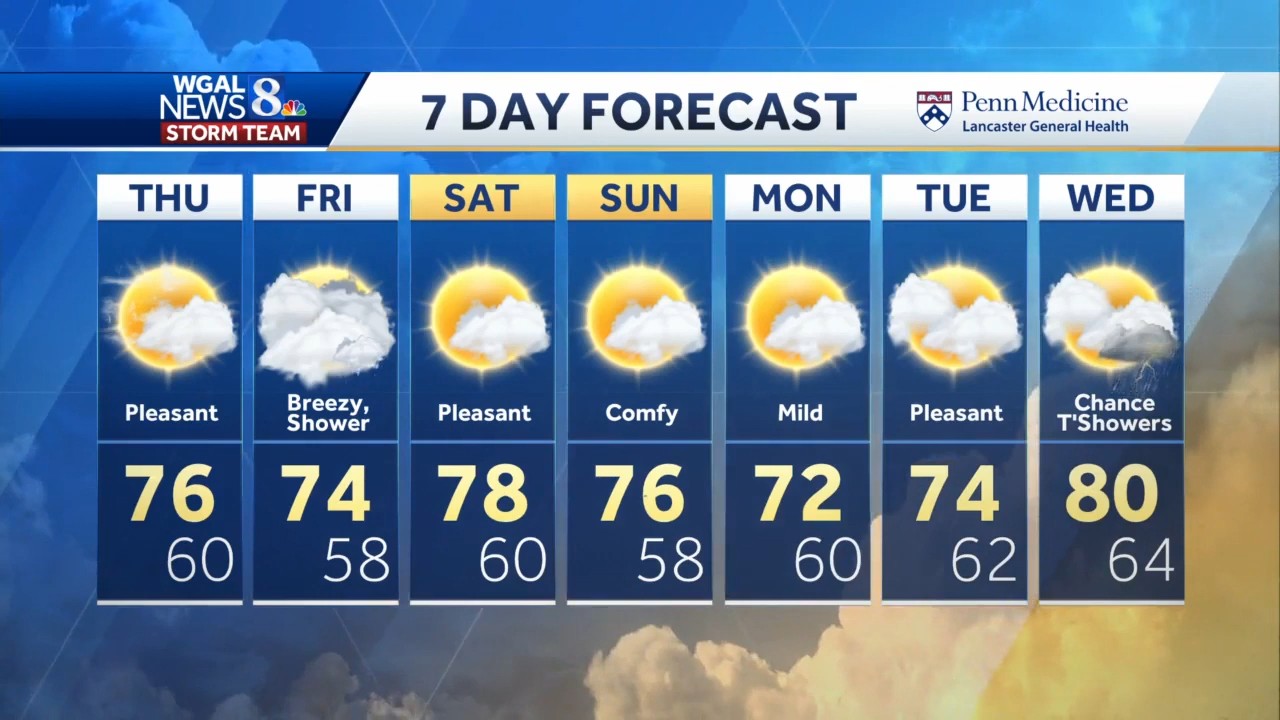 WGAL
NEWS 8
STORM TEAM
7 DAY FORECAST
Penn Medicine
Lancaster General Health
THU FRI SAT SUN MON TUE WED
Pleasant
Breezy,
Shower
Pleasant
Comfy
Mild
Pleasant
Chance
T'Showers
76 74 78 76 72 74 80
60 58 60 58 60 62 64